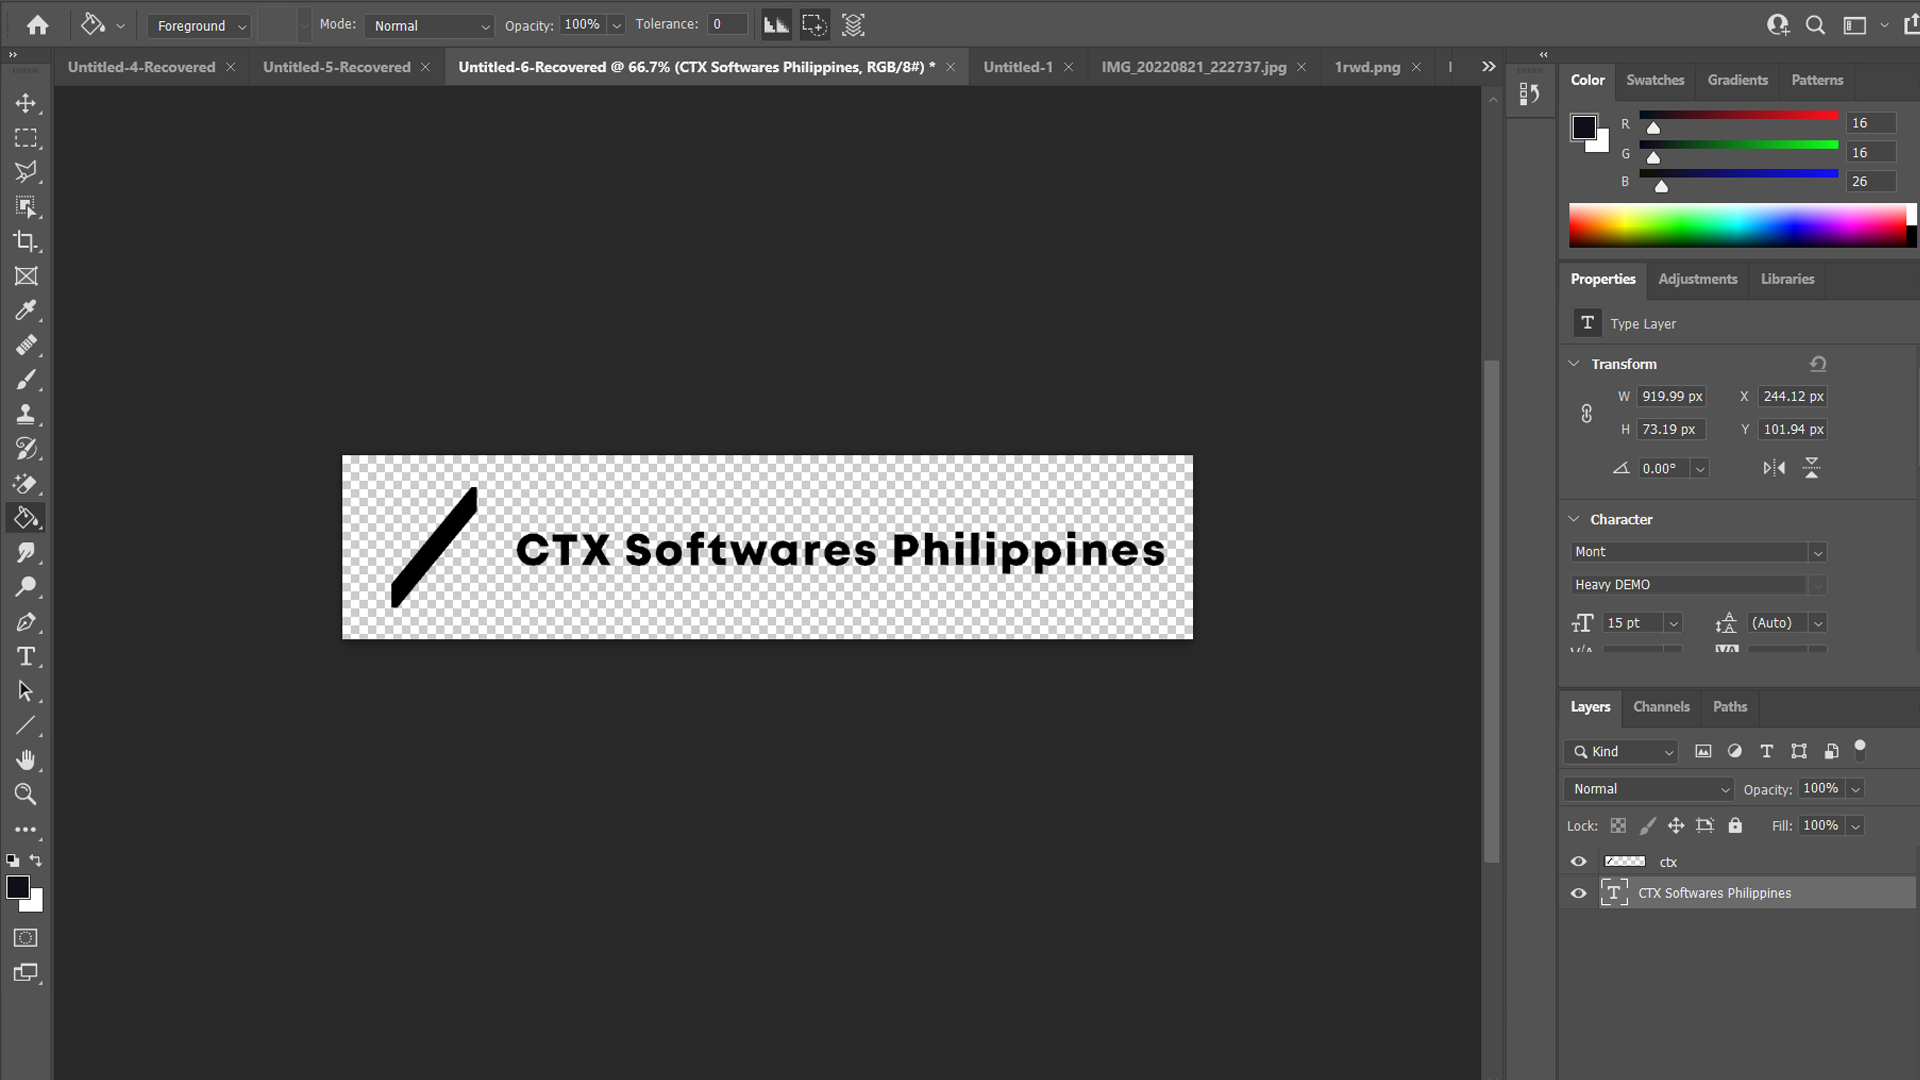 Foreground Mode: Normal Opacity: 100% Tolerance: 0
Untitled-4-Recovered Untitled-5-Recovered Untitled-6-Recovered @ 66.7% (CTX Softwares Philippines, RGB/8#) * Untitled-1 IMG_20220821_222737.jpg 1rwd.png
Color Swatches Gradients Patterns
R 16
G 16
B 26
Properties Adjustments Libraries
T Type Layer
Transform
W 919.99 px X 244.12 px
H 73.19 px Y 101.94 px
0.00°
Character
Mont
Heavy DEMO
15 pt (Auto)
CTX Softwares Philippines
Layers Channels Paths
Kind
Normal Opacity: 100%
Lock: Fill: 100%
ctx
T CTX Softwares Philippines